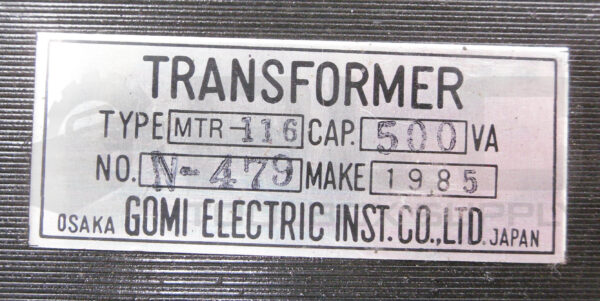 TRANSFORMER
TYPE MTR-116 CAP. 500 VA
NO. N-479 MAKE 1985
OSAKA GOMI ELECTRIC INST.CO.,LTD. JAPAN